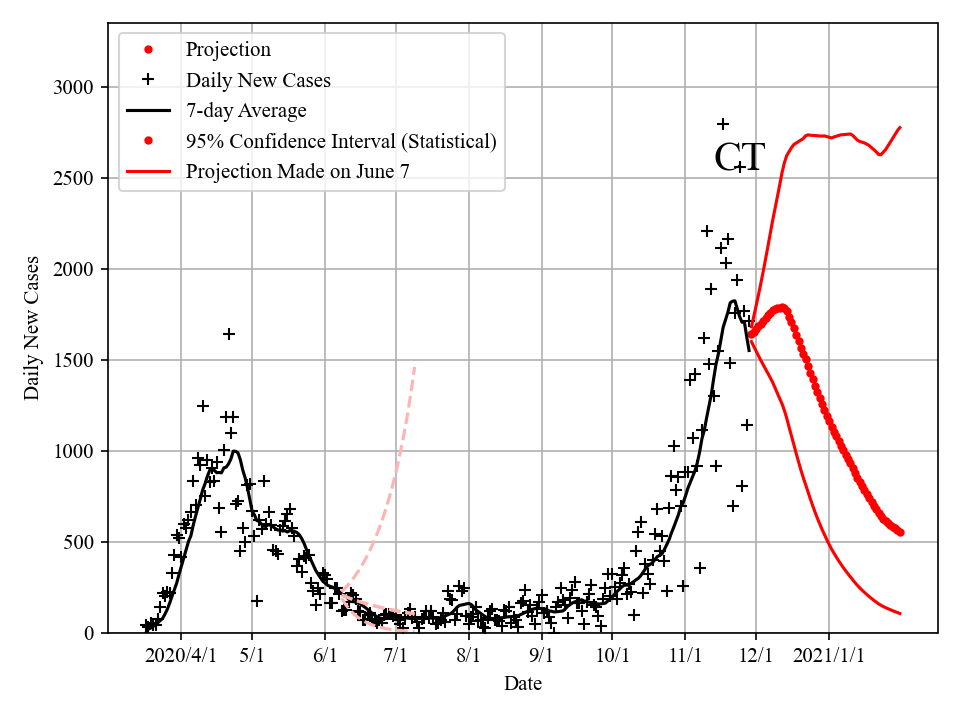 Projection
Daily New Cases
7-day Average
95% Confidence Interval (Statistical)
Projection Made on June 7
CT
3000
2500
2000
1500
1000
500
0
Daily New Cases
2020/4/1 5/1 6/1 7/1 8/1 9/1 10/1 11/1 12/1 2021/1/1
Date